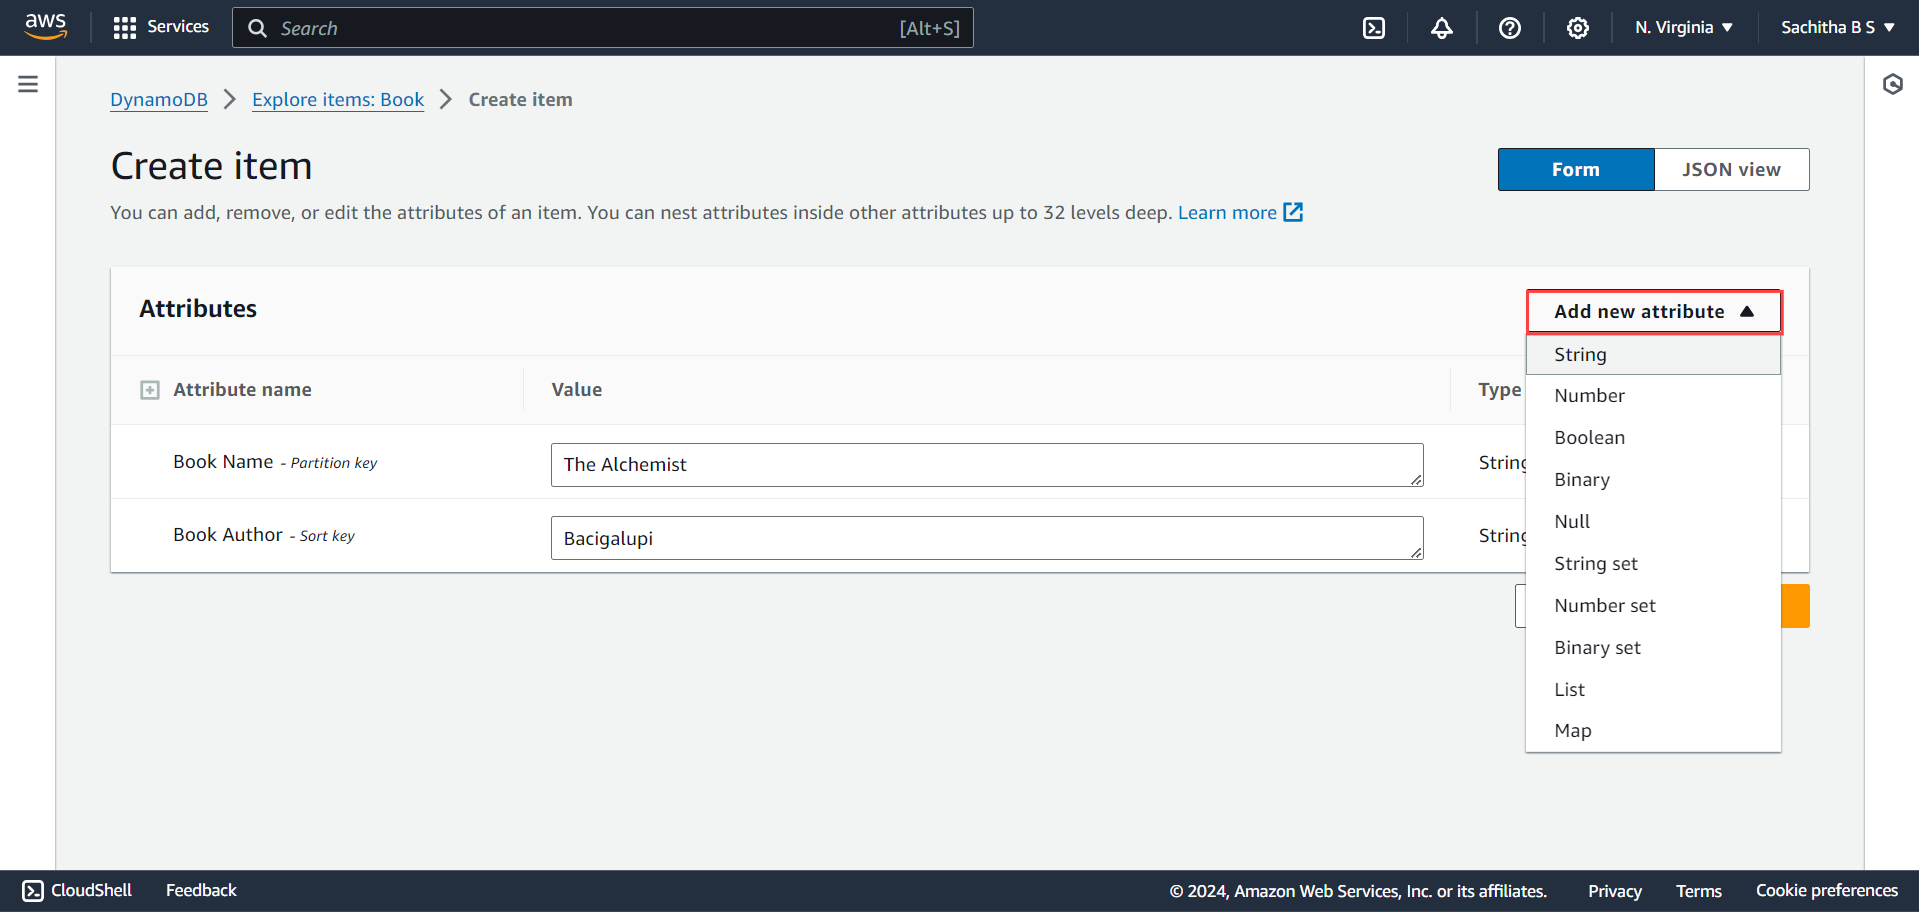 aws Services Search [Alt+S] N. Virginia Sachitha B S
DynamoDB Explore items: Book Create item
Create item
Form JSON view
You can add, remove, or edit the attributes of an item. You can nest attributes inside other attributes up to 32 levels deep. Learn more
Attributes
Add new attribute
Attribute name Value Type
Book Name - Partition key The Alchemist String
Book Author - Sort key Bacigalupi String
String
Number
Boolean
Binary
Null
String set
Number set
Binary set
List
Map
CloudShell Feedback © 2024, Amazon Web Services, Inc. or its affiliates. Privacy Terms Cookie preferences